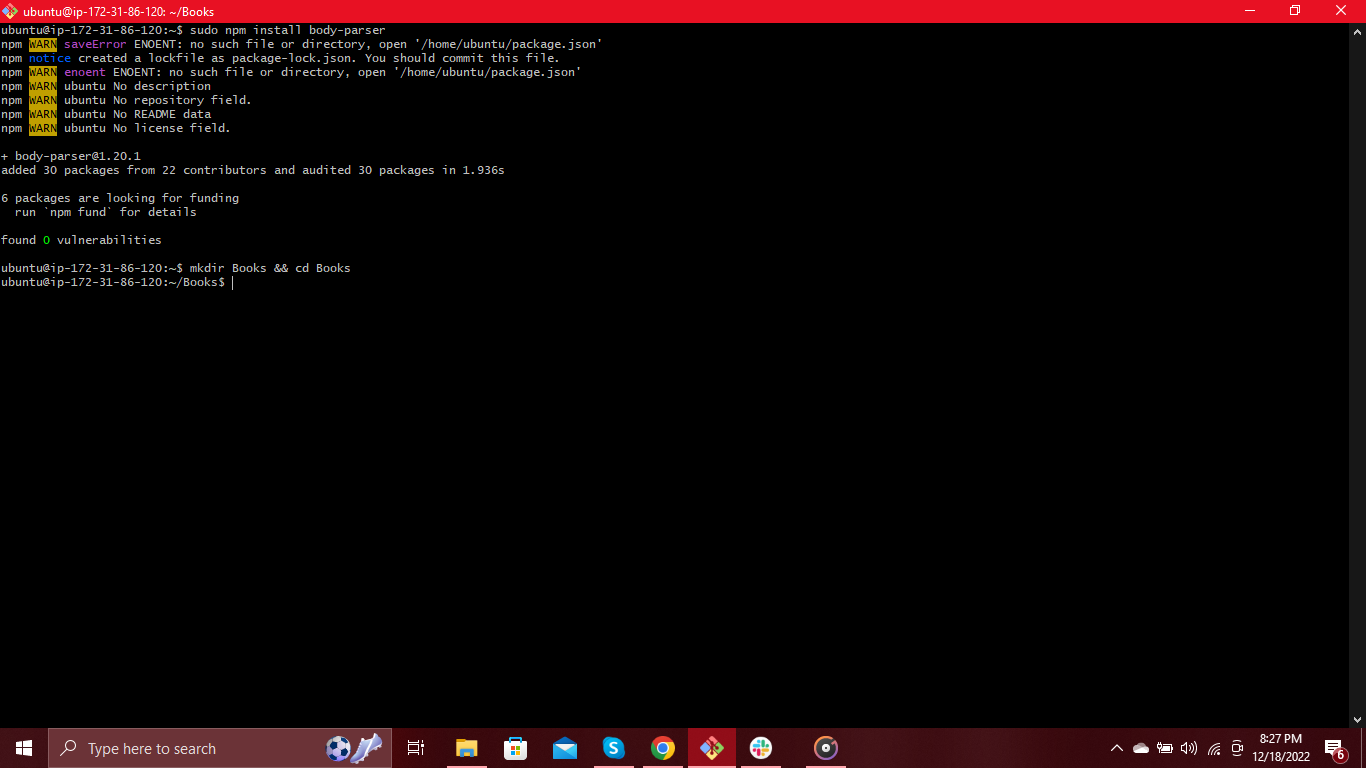 ubuntu@ip-172-31-86-120: ~/Books
ubuntu@ip-172-31-86-120:~$ sudo npm install body-parser
npm WARN saveError ENOENT: no such file or directory, open '/home/ubuntu/package.json'
npm notice created a lockfile as package-lock.json. You should commit this file.
npm WARN enoent ENOENT: no such file or directory, open '/home/ubuntu/package.json'
npm WARN ubuntu No description
npm WARN ubuntu No repository field.
npm WARN ubuntu No README data
npm WARN ubuntu No license field.
+ body-parser@1.20.1
added 30 packages from 22 contributors and audited 30 packages in 1.936s
6 packages are looking for funding
  run `npm fund` for details
found 0 vulnerabilities
ubuntu@ip-172-31-86-120:~$ mkdir Books && cd Books
ubuntu@ip-172-31-86-120:~/Books$
Type here to search
8:27 PM
12/18/2022
6